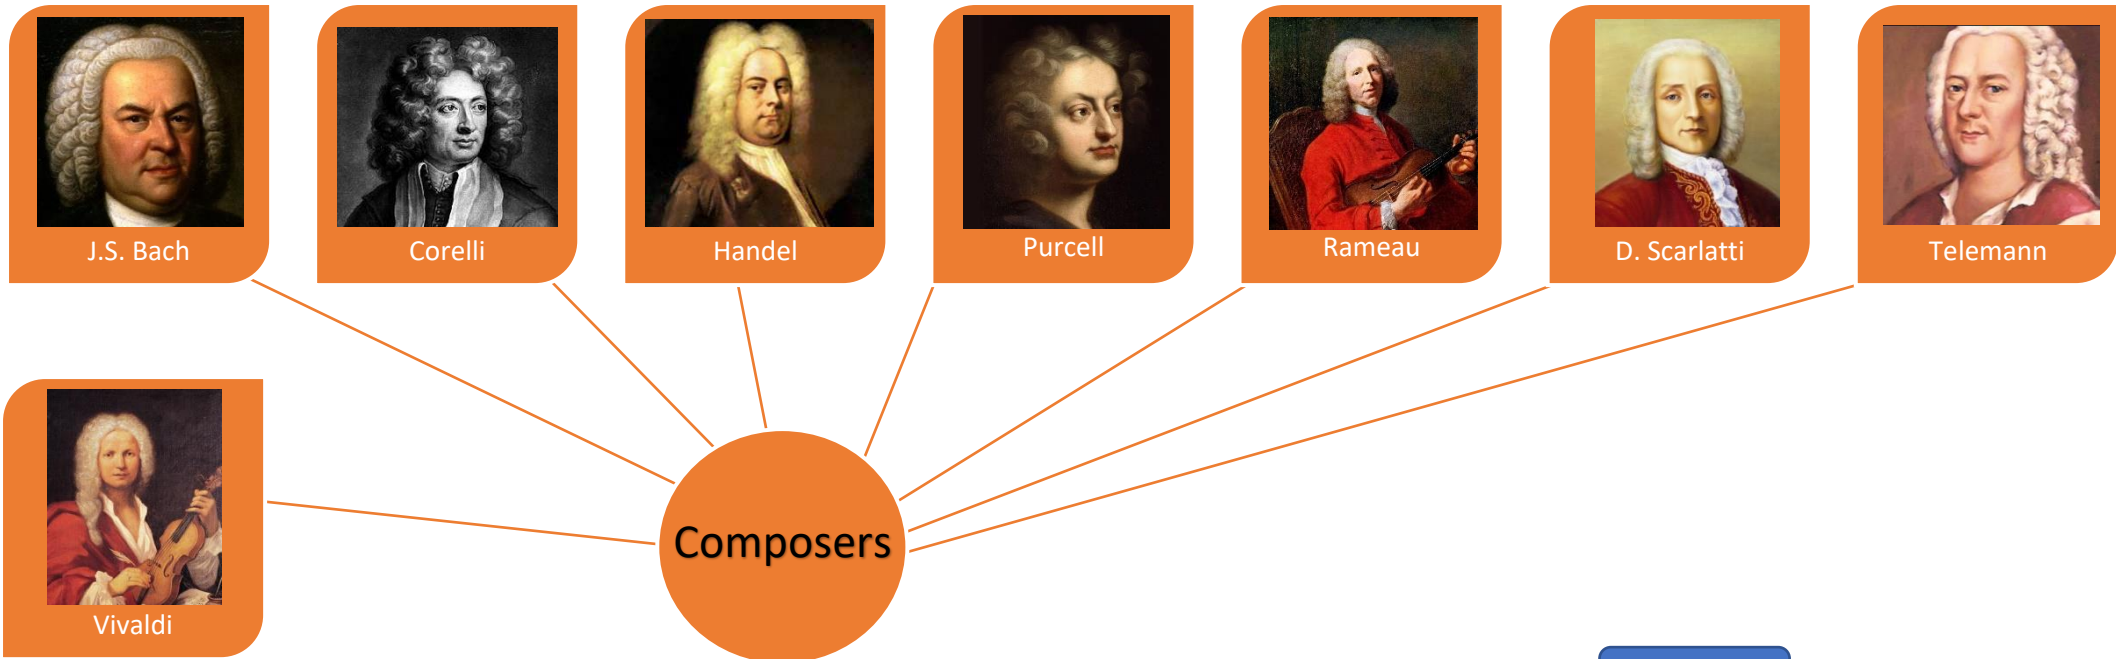 J.S. Bach
Corelli
Handel
Purcell
Rameau
D. Scarlatti
Telemann
Vivaldi
Composers